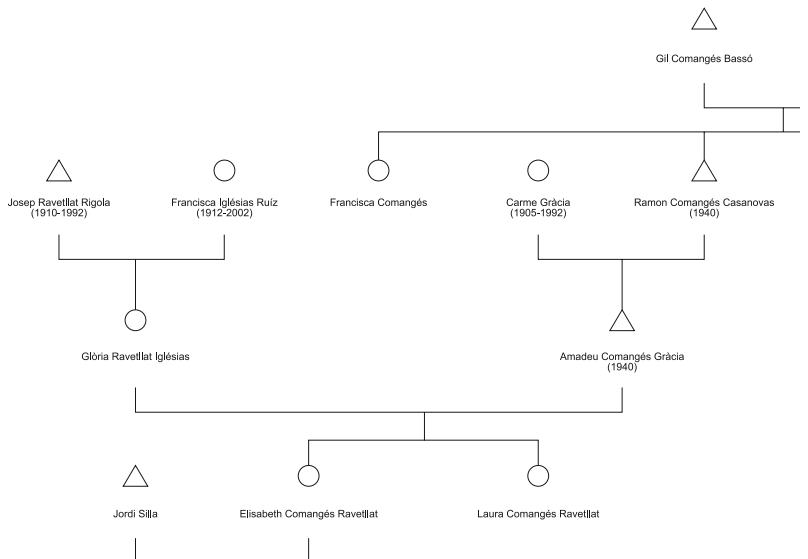 Gil Comangés Bassó
Josep Ravetllat Rigola
(1910-1992)
Francisca Iglésias Ruíz
(1912-2002)
Francisca Comangés
Carme Gràcia
(1905-1992)
Ramon Comangés Casanovas
(1940)
Glòria Ravetllat Iglésias
Amadeu Comangés Gràcia
(1940)
Jordi Silla
Elisabeth Comangés Ravetllat
Laura Comangés Ravetllat